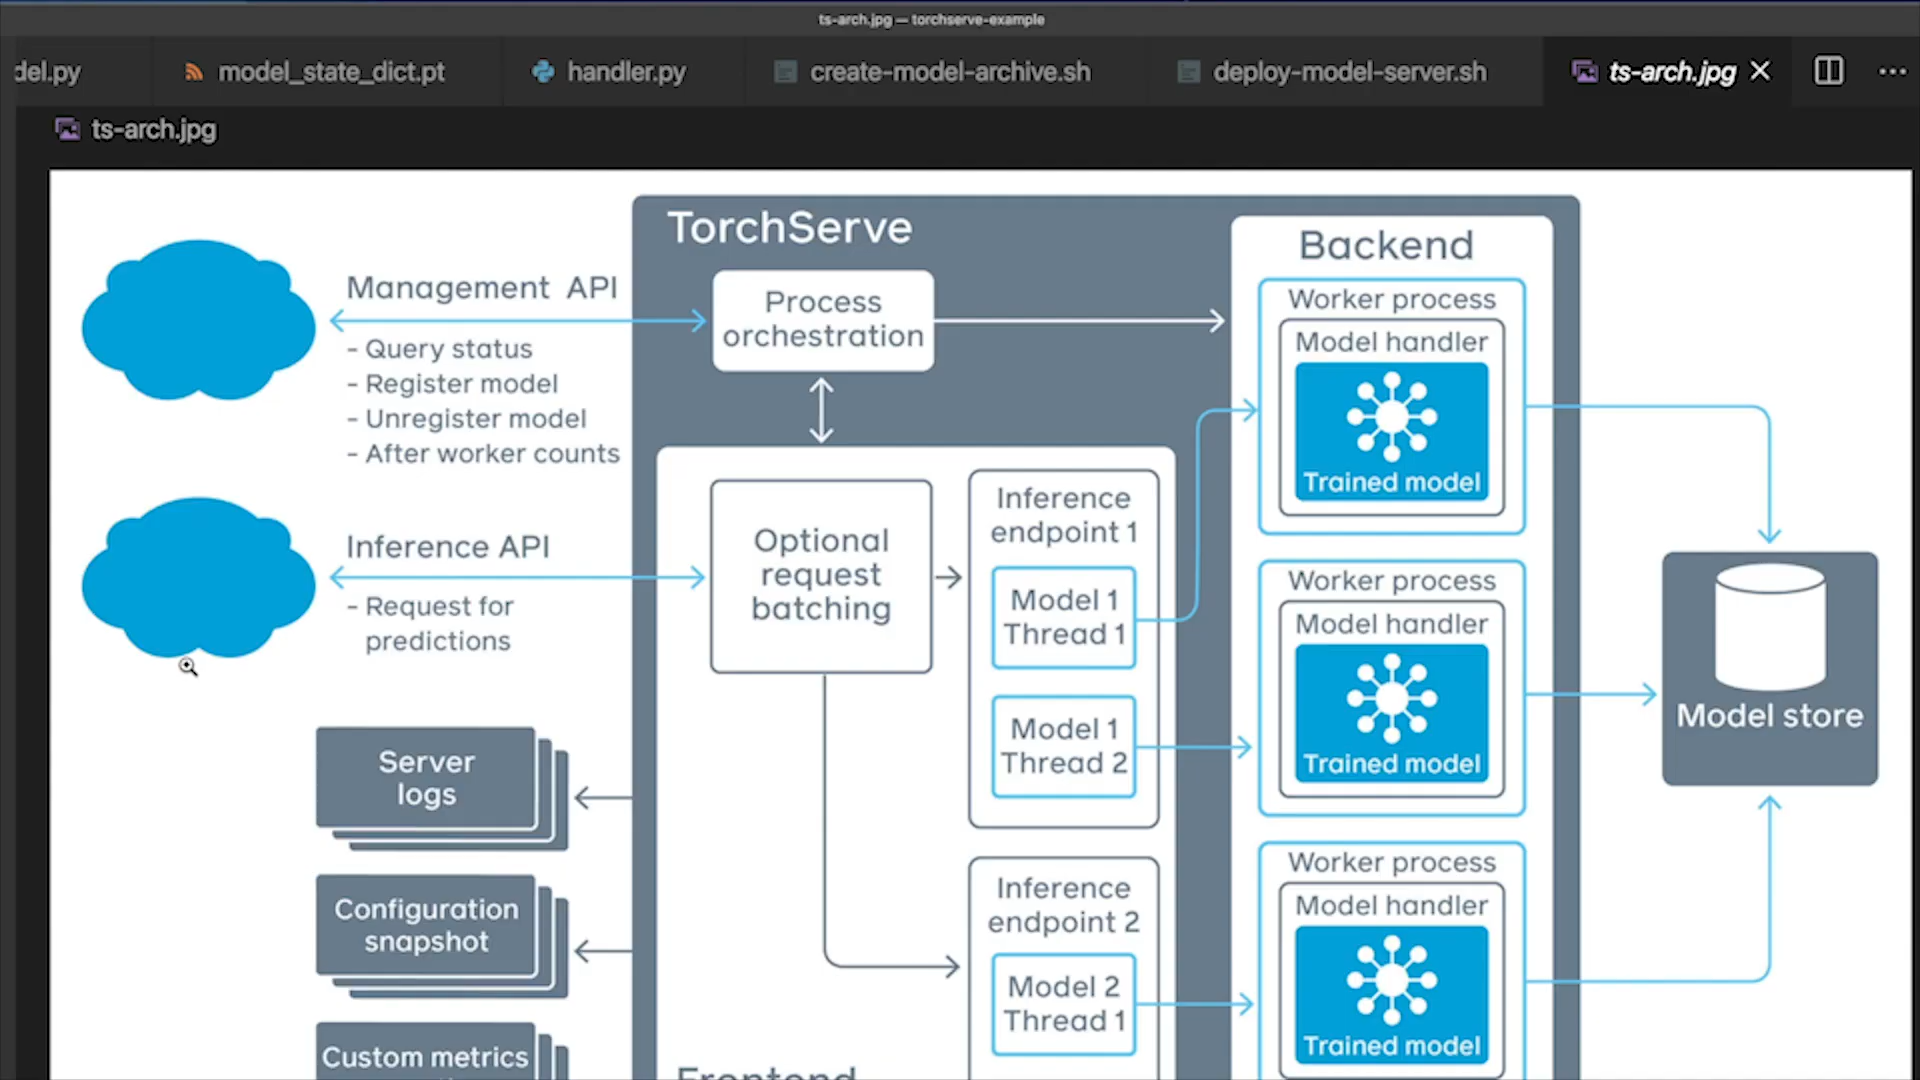 ts-arch.jpg — torchserve-example
del.py
model_state_dict.pt
handler.py
create-model-archive.sh
deploy-model-server.sh
ts-arch.jpg
ts-arch.jpg
TorchServe
Backend
Management API
- Query status
- Register model
- Unregister model
- After worker counts
Process
orchestration
Inference API
- Request for
predictions
Optional
request
batching
Inference
endpoint 1
Model 1
Thread 1
Model 1
Thread 2
Inference
endpoint 2
Model 2
Thread 1
Worker process
Model handler
Trained model
Worker process
Model handler
Trained model
Worker process
Model handler
Trained model
Model store
Server
logs
Configuration
snapshot
Custom metrics
Frontend